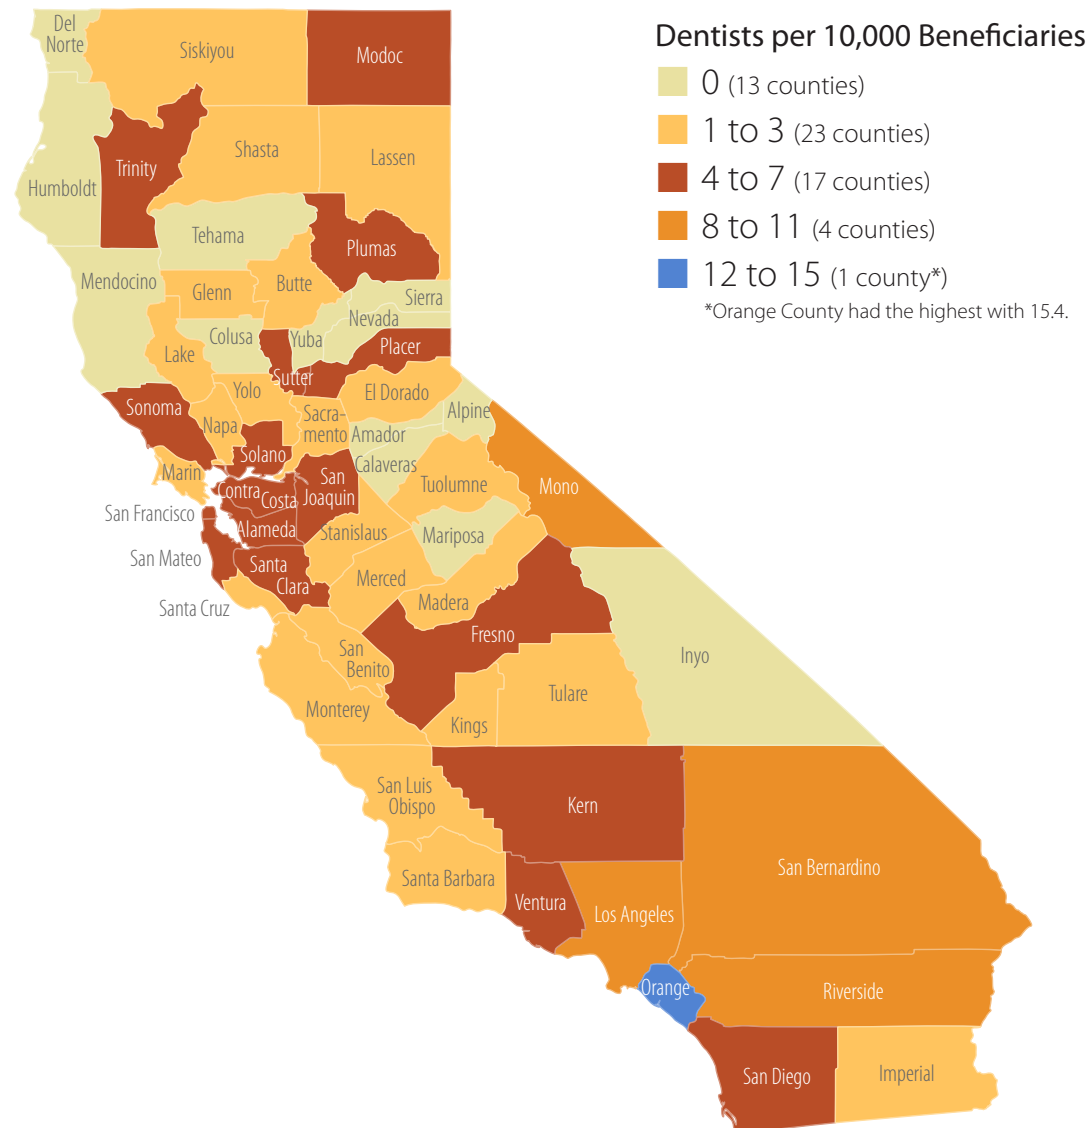 Dentists per 10,000 Beneficiaries
0 (13 counties)
1 to 3 (23 counties)
4 to 7 (17 counties)
8 to 11 (4 counties)
12 to 15 (1 county*)
*Orange County had the highest with 15.4.
Del
Norte
Siskiyou
Modoc
Humboldt
Trinity
Shasta
Lassen
Tehama
Plumas
Mendocino
Glenn
Butte
Sierra
Nevada
Colusa
Yuba
Lake
Sutter
Placer
Yolo
El Dorado
Sonoma
Napa
Sacra-
mento
Alpine
Amador
Solano
Calaveras
Marin
San
Joaquin
Tuolumne
Mono
Contra
Costa
San Francisco
Alameda
Stanislaus
Mariposa
San Mateo
Santa
Clara
Merced
Santa Cruz
Madera
Fresno
San
Benito
Inyo
Monterey
Kings
Tulare
San Luis
Obispo
Kern
Santa Barbara
Ventura
Los Angeles
San Bernardino
Orange
Riverside
San Diego
Imperial